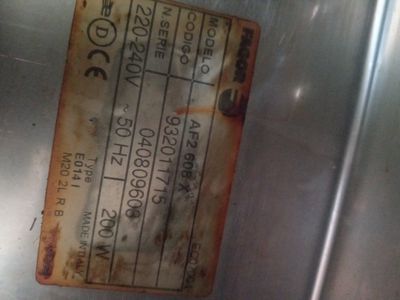 FAGOR
MODELO AF2 608 X
CODIGO 932011715
N.SERIE 040809608
220-240V ~50 Hz 200 W
Type
E014 I
M20 2L R B
MADE IN ITALY
D CE